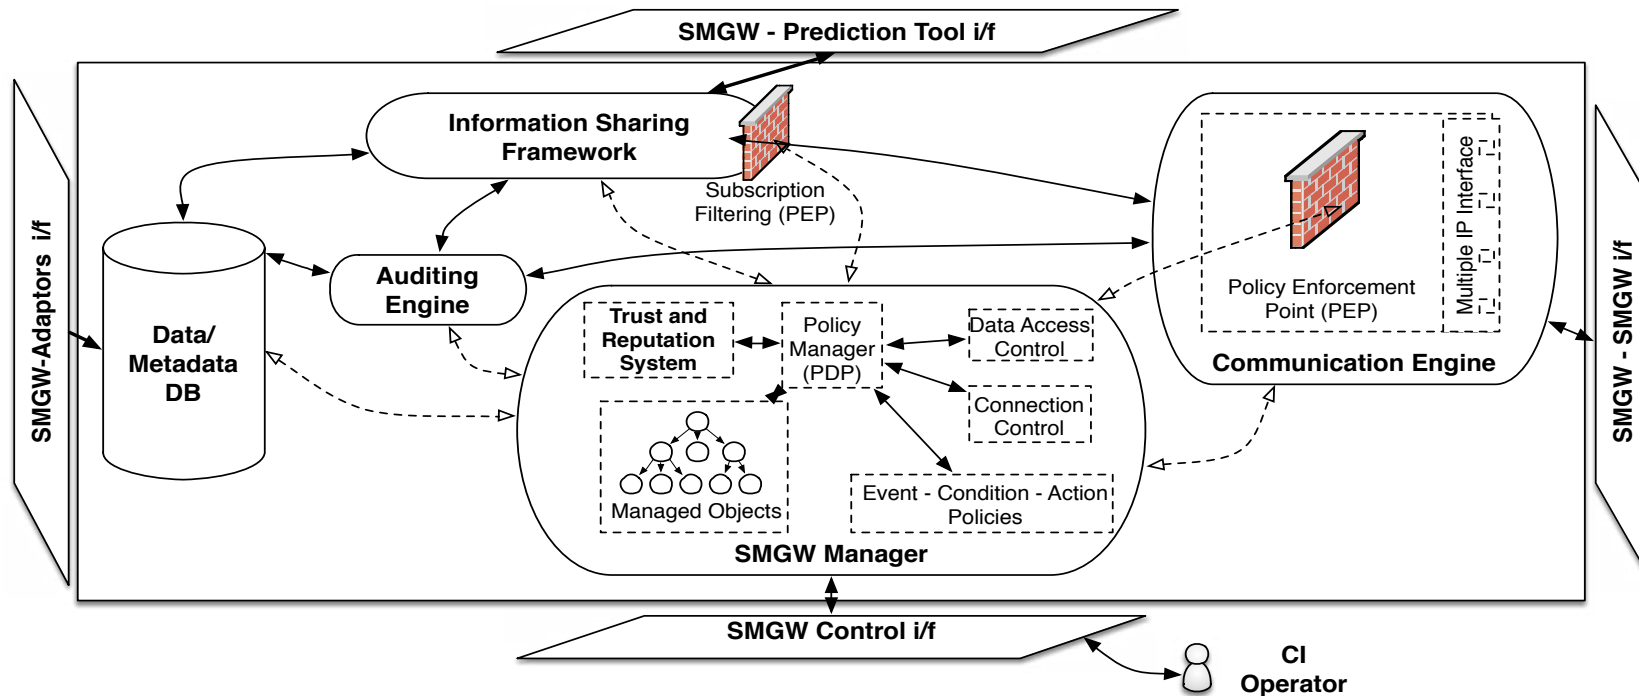 SMGW - Prediction Tool i/f
SMGW-Adaptors i/f
Information Sharing
Framework
Subscription
Filtering (PEP)
Auditing
Engine
Data/
Metadata
DB
Multiple IP Interface
Policy Enforcement
Point (PEP)
Communication Engine
SMGW - SMGW i/f
Trust and
Reputation
System
Policy
Manager
(PDP)
Data Access
Control
Connection
Control
Managed Objects
Event - Condition - Action
Policies
SMGW Manager
SMGW Control i/f
CI
Operator